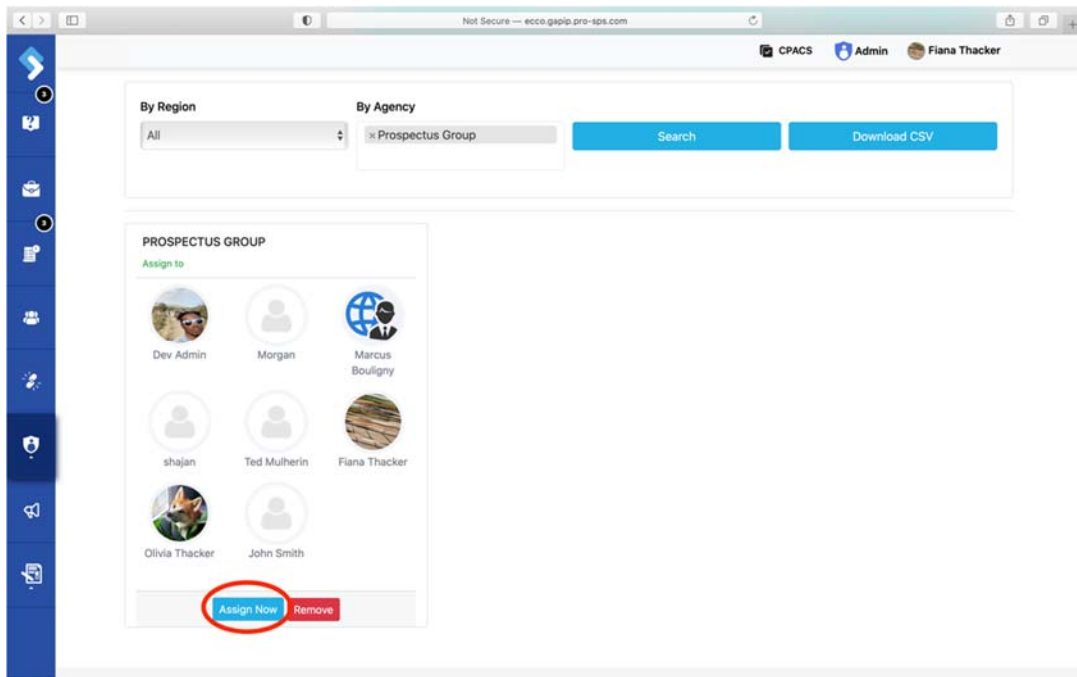 Not Secure — ecco.gapip.pro-sps.com
CPACS Admin Fiana Thacker
3
By Region By Agency
All × Prospectus Group Search Download CSV
3
PROSPECTUS GROUP
Assign to
Dev Admin Morgan Marcus
Bouligny
shajan Ted Mulherin Fiana Thacker
Olivia Thacker John Smith
Assign Now Remove